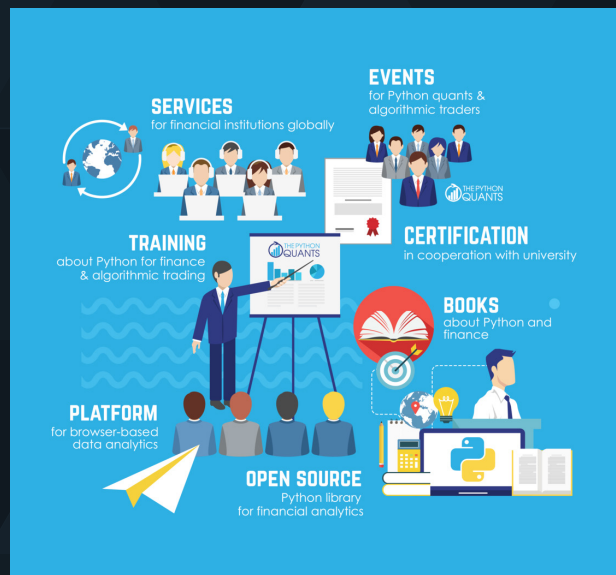 EVENTS
for Python quants &
algorithmic traders
SERVICES
for financial institutions globally
THE PYTHON
QUANTS
CERTIFICATION
in cooperation with university
TRAINING
about Python for finance
& algorithmic trading
THE PYTHON
QUANTS
BOOKS
about Python and
finance
PLATFORM
for browser-based
data analytics
OPEN SOURCE
Python library
for financial analytics